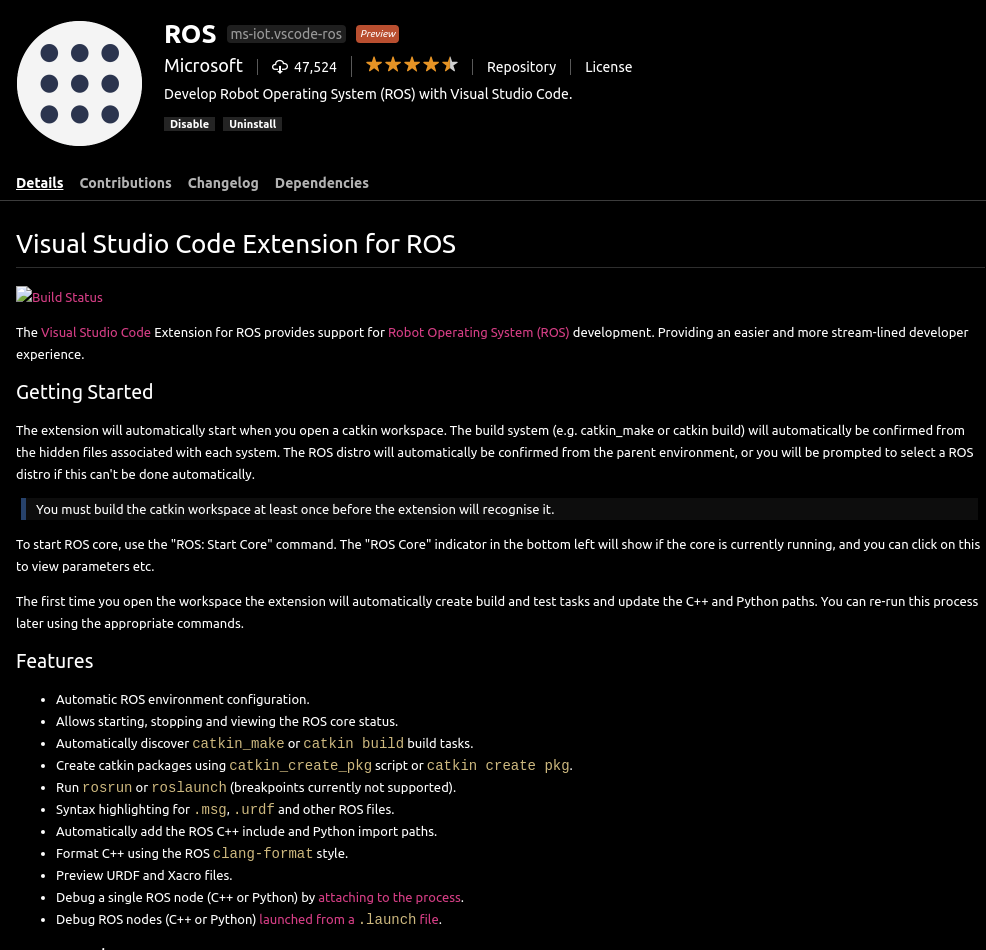 ROS ms-iot.vscode-ros Preview
Microsoft 47,524 Repository License
Develop Robot Operating System (ROS) with Visual Studio Code.
Disable Uninstall
Details Contributions Changelog Dependencies
Visual Studio Code Extension for ROS
Build Status
The Visual Studio Code Extension for ROS provides support for Robot Operating System (ROS) development. Providing an easier and more stream-lined developer
experience.
Getting Started
The extension will automatically start when you open a catkin workspace. The build system (e.g. catkin_make or catkin build) will automatically be confirmed from
the hidden files associated with each system. The ROS distro will automatically be confirmed from the parent environment, or you will be prompted to select a ROS
distro if this can't be done automatically.
You must build the catkin workspace at least once before the extension will recognise it.
To start ROS core, use the "ROS: Start Core" command. The "ROS Core" indicator in the bottom left will show if the core is currently running, and you can click on this
to view parameters etc.
The first time you open the workspace the extension will automatically create build and test tasks and update the C++ and Python paths. You can re-run this process
later using the appropriate commands.
Features
• Automatic ROS environment configuration.
• Allows starting, stopping and viewing the ROS core status.
• Automatically discover catkin_make or catkin build build tasks.
• Create catkin packages using catkin_create_pkg script or catkin create pkg.
• Run rosrun or roslaunch (breakpoints currently not supported).
• Syntax highlighting for .msg, .urdf and other ROS files.
• Automatically add the ROS C++ include and Python import paths.
• Format C++ using the ROS clang-format style.
• Preview URDF and Xacro files.
• Debug a single ROS node (C++ or Python) by attaching to the process.
• Debug ROS nodes (C++ or Python) launched from a .launch file.